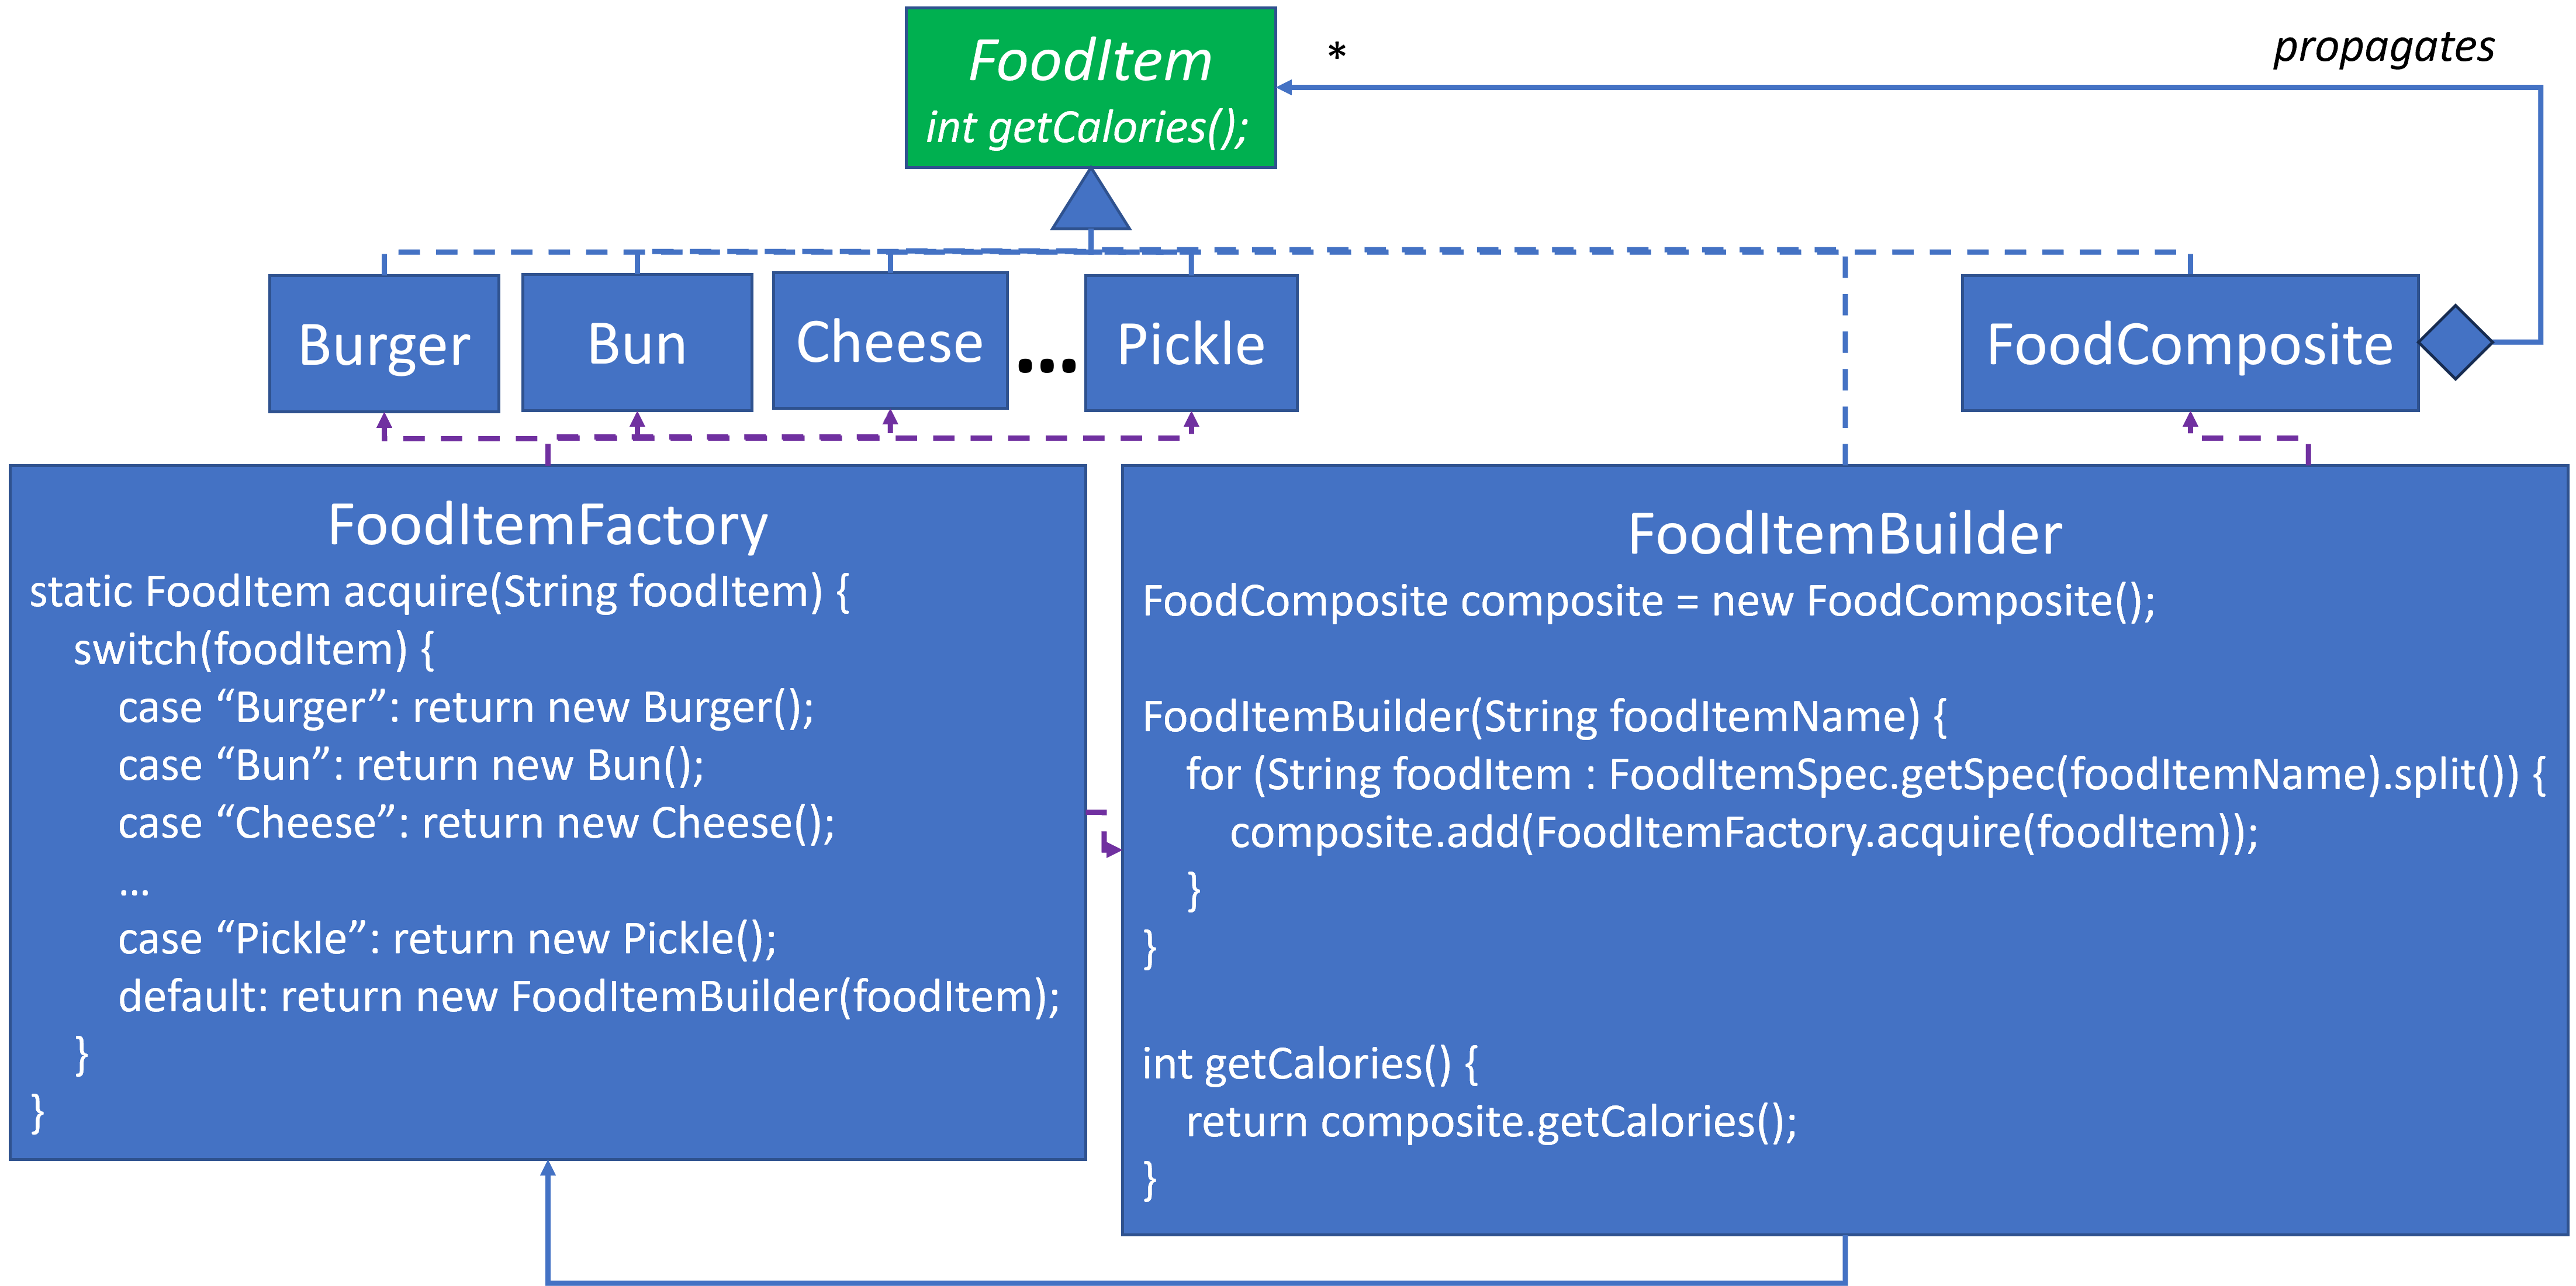 FoodItem
int getCalories();
*
propagates
Burger
Bun
Cheese
...
Pickle
FoodComposite
FoodItemFactory
static FoodItem acquire(String foodItem) {
switch(foodItem) {
case “Burger”: return new Burger();
case “Bun”: return new Bun();
case “Cheese”: return new Cheese();
...
case “Pickle”: return new Pickle();
default: return new FoodItemBuilder(foodItem);
}
}
FoodItemBuilder
FoodComposite composite = new FoodComposite();
FoodItemBuilder(String foodItemName) {
for (String foodItem : FoodItemSpec.getSpec(foodItemName).split()) {
composite.add(FoodItemFactory.acquire(foodItem));
}
}
int getCalories() {
return composite.getCalories();
}